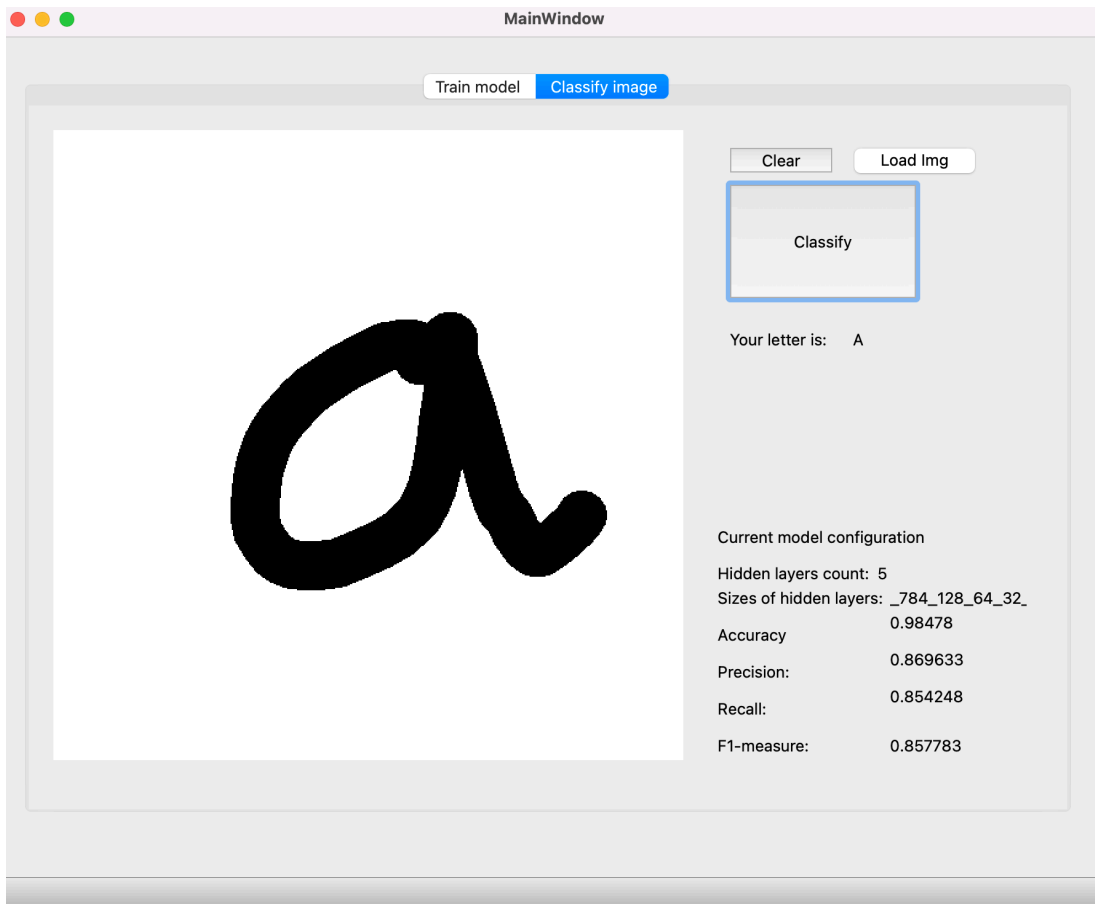 MainWindow
Train model Classify image
Clear Load Img
Classify
a
Your letter is: A
Current model configuration
Hidden layers count: 5
Sizes of hidden layers: _784_128_64_32_
Accuracy 0.98478
Precision: 0.869633
Recall: 0.854248
F1-measure: 0.857783